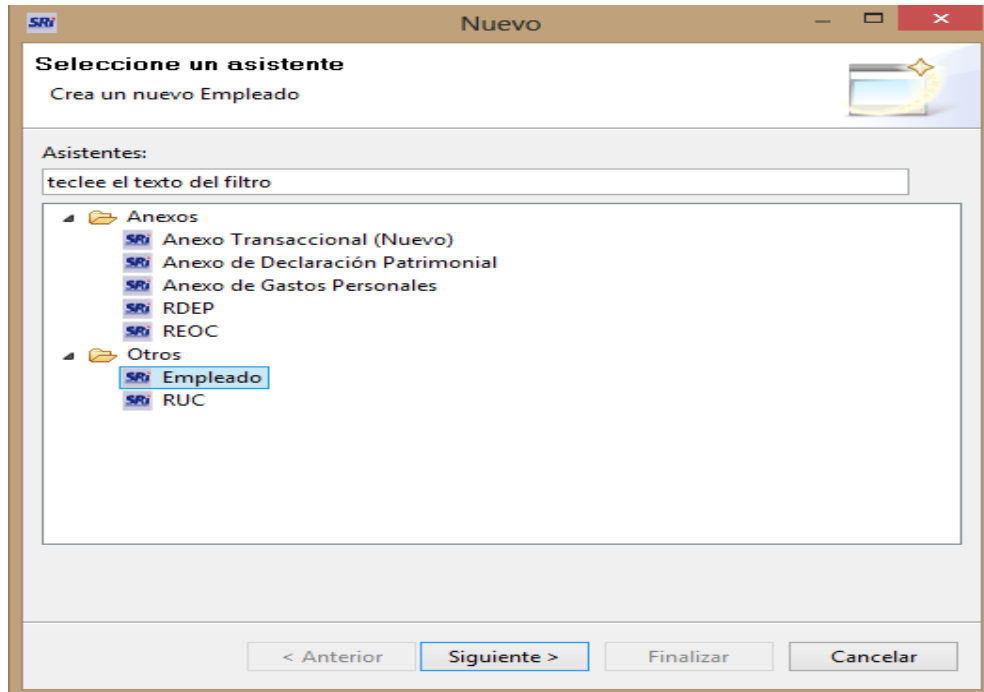 SRi Nuevo
Seleccione un asistente
Crea un nuevo Empleado
Asistentes:
teclee el texto del filtro
Anexos
SRi Anexo Transaccional (Nuevo)
SRi Anexo de Declaración Patrimonial
SRi Anexo de Gastos Personales
SRi RDEP
SRi REOC
Otros
SRi Empleado
SRi RUC
< Anterior Siguiente > Finalizar Cancelar